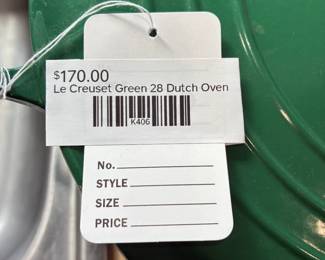 $170.00
Le Creuset Green 28 Dutch Oven
K406
No.
STYLE
SIZE
PRICE